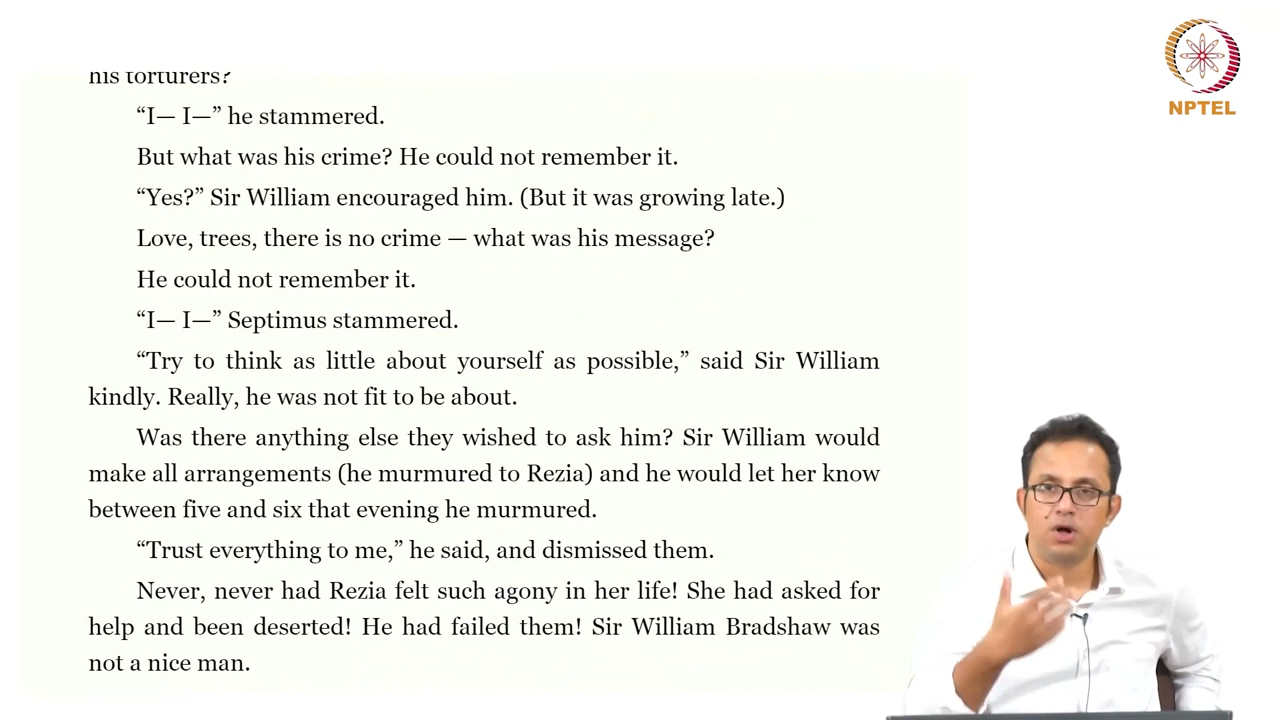 his torturers?
“I— I—” he stammered.
But what was his crime? He could not remember it.
“Yes?” Sir William encouraged him. (But it was growing late.)
Love, trees, there is no crime — what was his message?
He could not remember it.
“I— I—” Septimus stammered.
“Try to think as little about yourself as possible,” said Sir William
kindly. Really, he was not fit to be about.
Was there anything else they wished to ask him? Sir William would
make all arrangements (he murmured to Rezia) and he would let her know
between five and six that evening he murmured.
“Trust everything to me,” he said, and dismissed them.
Never, never had Rezia felt such agony in her life! She had asked for
help and been deserted! He had failed them! Sir William Bradshaw was
not a nice man.
NPTEL